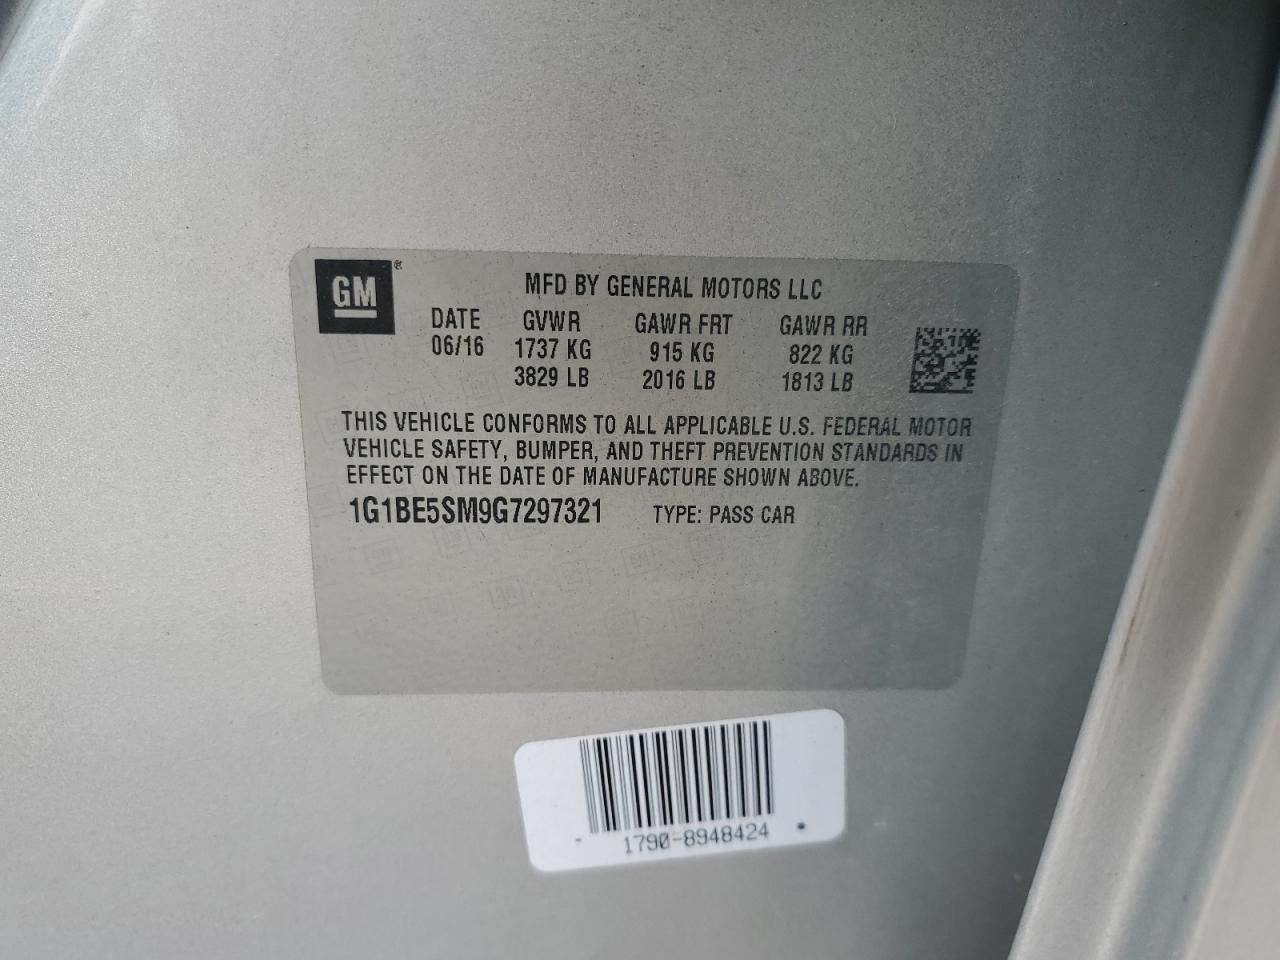 GM®
MFD BY GENERAL MOTORS LLC
DATE GVWR GAWR FRT GAWR RR
06/16 1737 KG 915 KG 822 KG
3829 LB 2016 LB 1813 LB
THIS VEHICLE CONFORMS TO ALL APPLICABLE U.S. FEDERAL MOTOR
VEHICLE SAFETY, BUMPER, AND THEFT PREVENTION STANDARDS IN
EFFECT ON THE DATE OF MANUFACTURE SHOWN ABOVE.
1G1BE5SM9G7297321 TYPE: PASS CAR
1790-8948424